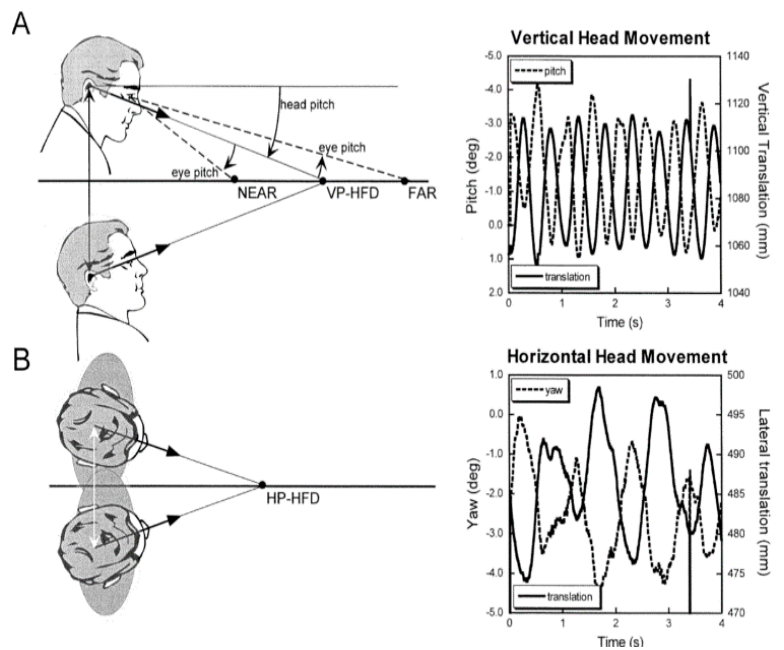 A
head pitch
eye pitch
eye pitch
NEAR
VP-HFD
FAR
Vertical Head Movement
pitch
translation
-5.0
-4.0
-3.0
-2.0
-1.0
0.0
1.0
2.0
Pitch (deg)
1140
1120
1100
1080
1060
1040
Vertical Translation (mm)
0 1 2 3 4
Time (s)
B
HP-HFD
Horizontal Head Movement
yaw
translation
1.0
0.0
-1.0
-2.0
-3.0
-4.0
-5.0
Yaw (deg)
500
495
490
485
480
475
470
Lateral translation (mm)
0 1 2 3 4
Time (s)